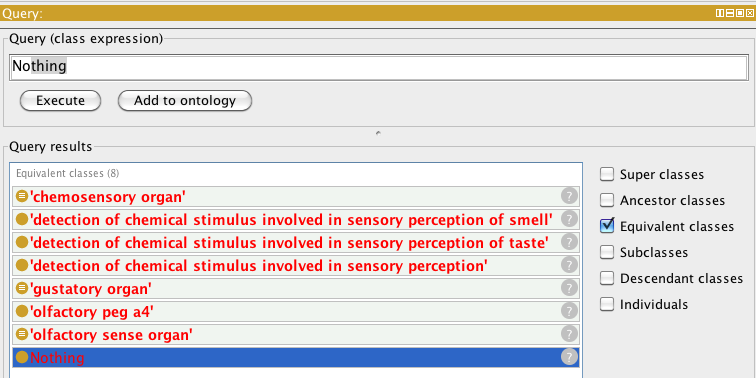 Query:
Query (class expression)
Nothing
Execute
Add to ontology
Query results
Equivalent classes (8)
'chemosensory organ' ?
'detection of chemical stimulus involved in sensory perception of smell' ?
'detection of chemical stimulus involved in sensory perception of taste' ?
'detection of chemical stimulus involved in sensory perception' ?
'gustatory organ' ?
'olfactory peg a4' ?
'olfactory sense organ' ?
Nothing ?
Super classes
Ancestor classes
Equivalent classes
Subclasses
Descendant classes
Individuals